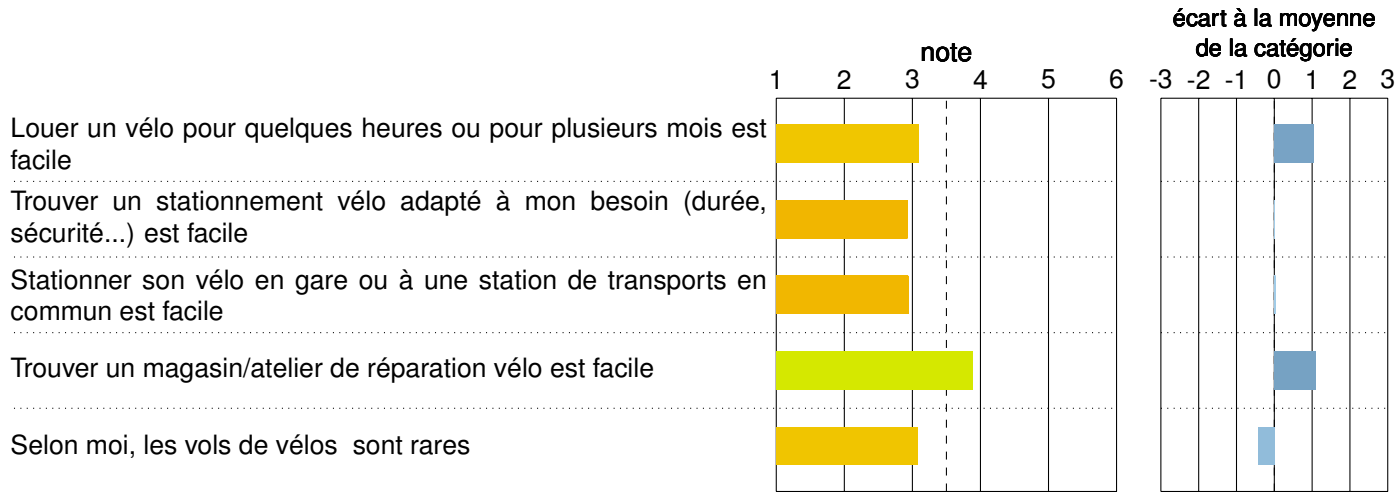 écart à la moyenne
de la catégorie
note
1 2 3 4 5 6
-3 -2 -1 0 1 2 3
Louer un vélo pour quelques heures ou pour plusieurs mois est
facile
Trouver un stationnement vélo adapté à mon besoin (durée,
sécurité...) est facile
Stationner son vélo en gare ou à une station de transports en
commun est facile
Trouver un magasin/atelier de réparation vélo est facile
Selon moi, les vols de vélos sont rares